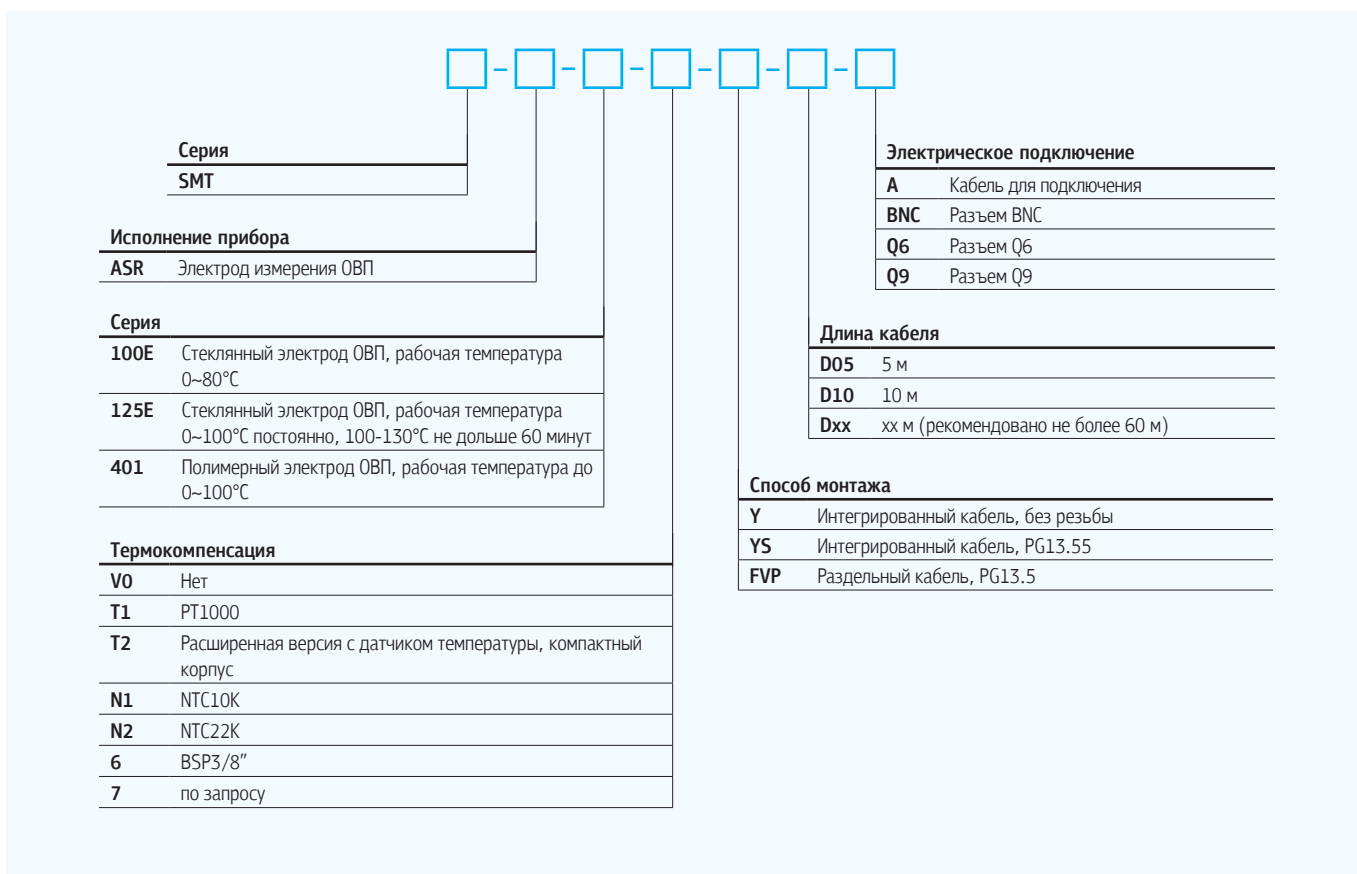 Серия
SMT
Исполнение прибора
ASR Электрод измерения ОВП
Серия
100E Стеклянный электрод ОВП, рабочая температура
0~80°С
125E Стеклянный электрод ОВП, рабочая температура
0~100°С постоянно, 100-130°С не дольше 60 минут
401 Полимерный электрод ОВП, рабочая температура до
0~100°С
Термокомпенсация
V0 Нет
T1 PT1000
T2 Расширенная версия с датчиком температуры, компактный
корпус
N1 NTC10K
N2 NTC22K
6 BSP3/8″
7 по запросу
Электрическое подключение
A Кабель для подключения
BNC Разъем BNC
Q6 Разъем Q6
Q9 Разъем Q9
Длина кабеля
D05 5 м
D10 10 м
Dxx xx м (рекомендовано не более 60 м)
Способ монтажа
Y Интегрированный кабель, без резьбы
YS Интегрированный кабель, PG13.55
FVP Раздельный кабель, PG13.5